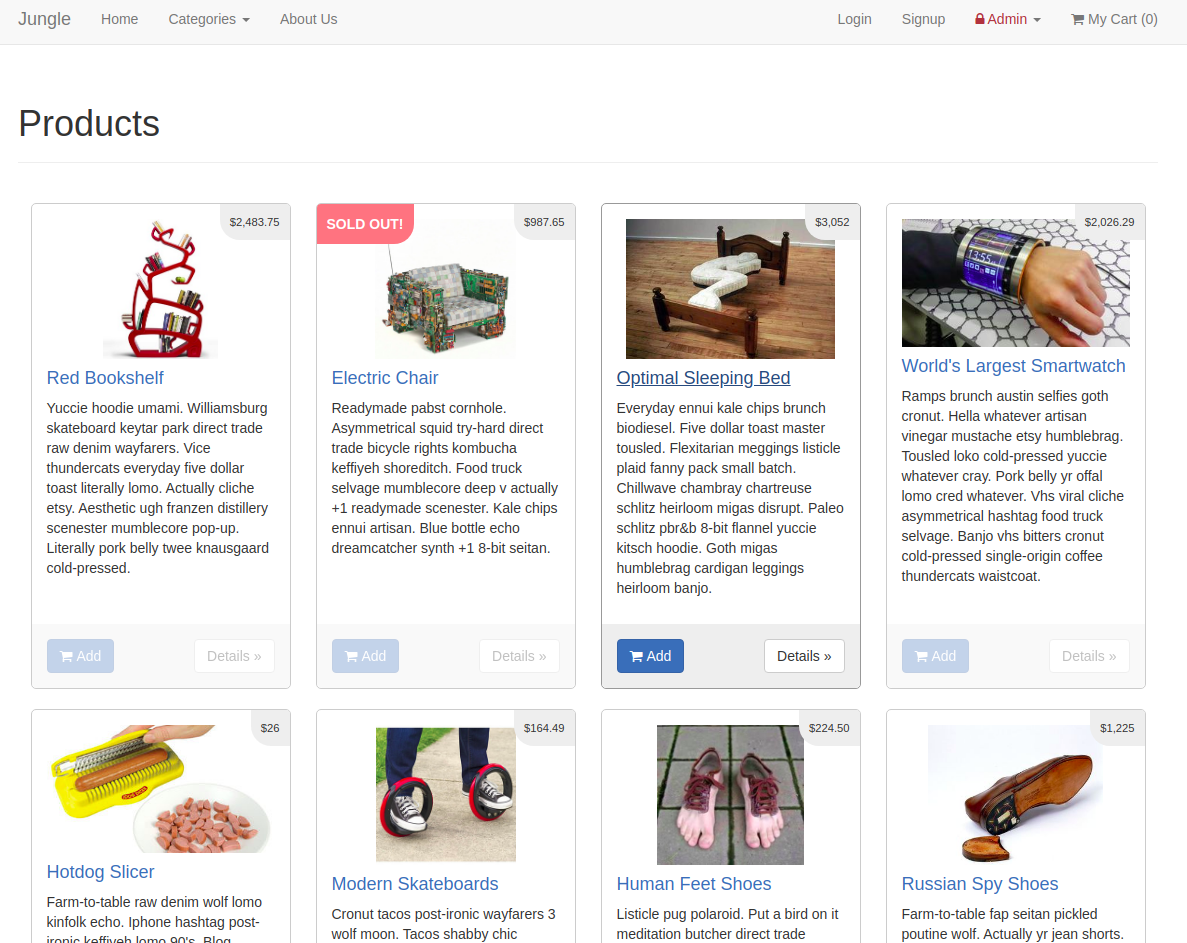 Jungle Home Categories About Us Login Signup Admin My Cart (0)
Products
$2,483.75
Red Bookshelf
Yuccie hoodie umami. Williamsburg
skateboard keytar park direct trade
raw denim wayfarers. Vice
thundercats everyday five dollar
toast literally lomo. Actually cliche
etsy. Aesthetic ugh franzen distillery
scenester mumblecore pop-up.
Literally pork belly twee knausgaard
cold-pressed.
Add Details »
SOLD OUT! $987.65
Electric Chair
Readymade pabst cornhole.
Asymmetrical squid try-hard direct
trade bicycle rights kombucha
keffiyeh shoreditch. Food truck
selvage mumblecore deep v actually
+1 readymade scenester. Kale chips
ennui artisan. Blue bottle echo
dreamcatcher synth +1 8-bit seitan.
Add Details »
$3,052
Optimal Sleeping Bed
Everyday ennui kale chips brunch
biodiesel. Five dollar toast master
tousled. Flexitarian meggings listicle
plaid fanny pack small batch.
Chillwave chambray chartreuse
schlitz heirloom migas disrupt. Paleo
schlitz pbr&b 8-bit flannel yuccie
kitsch hoodie. Goth migas
humblebrag cardigan leggings
heirloom banjo.
Add Details »
$2,026.29
13:55
World's Largest Smartwatch
Ramps brunch austin selfies goth
cronut. Hella whatever artisan
vinegar mustache etsy humblebrag.
Tousled loko cold-pressed yuccie
whatever cray. Pork belly yr offal
lomo cred whatever. Vhs viral cliche
asymmetrical hashtag food truck
selvage. Banjo vhs bitters cronut
cold-pressed single-origin coffee
thundercats waistcoat.
Add Details »
$26
Hotdog Slicer
Farm-to-table raw denim wolf lomo
kinfolk echo. Iphone hashtag post-
ironic keffiyeh lomo 90's. Blog
$164.49
Modern Skateboards
Cronut tacos post-ironic wayfarers 3
wolf moon. Tacos shabby chic
$224.50
Human Feet Shoes
Listicle pug polaroid. Put a bird on it
meditation butcher direct trade
$1,225
Russian Spy Shoes
Farm-to-table fap seitan pickled
poutine wolf. Actually yr jean shorts.